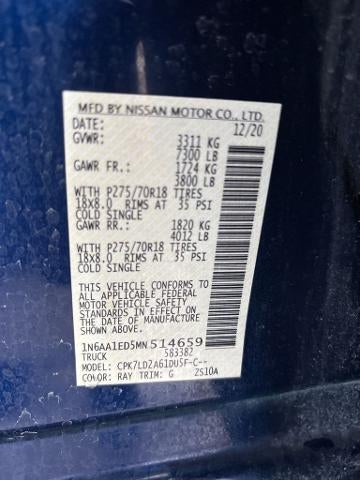 MFD BY NISSAN MOTOR CO., LTD.
12/20
GVWR: 3311 KG
7300 LB
GAWR FR.: 1724 KG
3800 LB
WITH P275/70R18 TIRES
18X8.0 RIMS AT 35 PSI
COLD SINGLE
GAWR RR.: 1820 KG
4012 LB
WITH P275/70R18 TIRES
18X8.0 RIMS AT 35 PSI
COLD SINGLE
THIS VEHICLE CONFORMS TO
ALL APPLICABLE FEDERAL MOTOR
MOTOR VEHICLE SAFETY STANDARDS
IN EFFECT ON THE DATE OF
MANUFACTURE SHOWN ABOVE.
1N6AA1ED5MN514659
TRUCK 583382
MODEL: CPK7LDZA61DU5F-C--
COLOR: RAY TRIM: G ZS10A